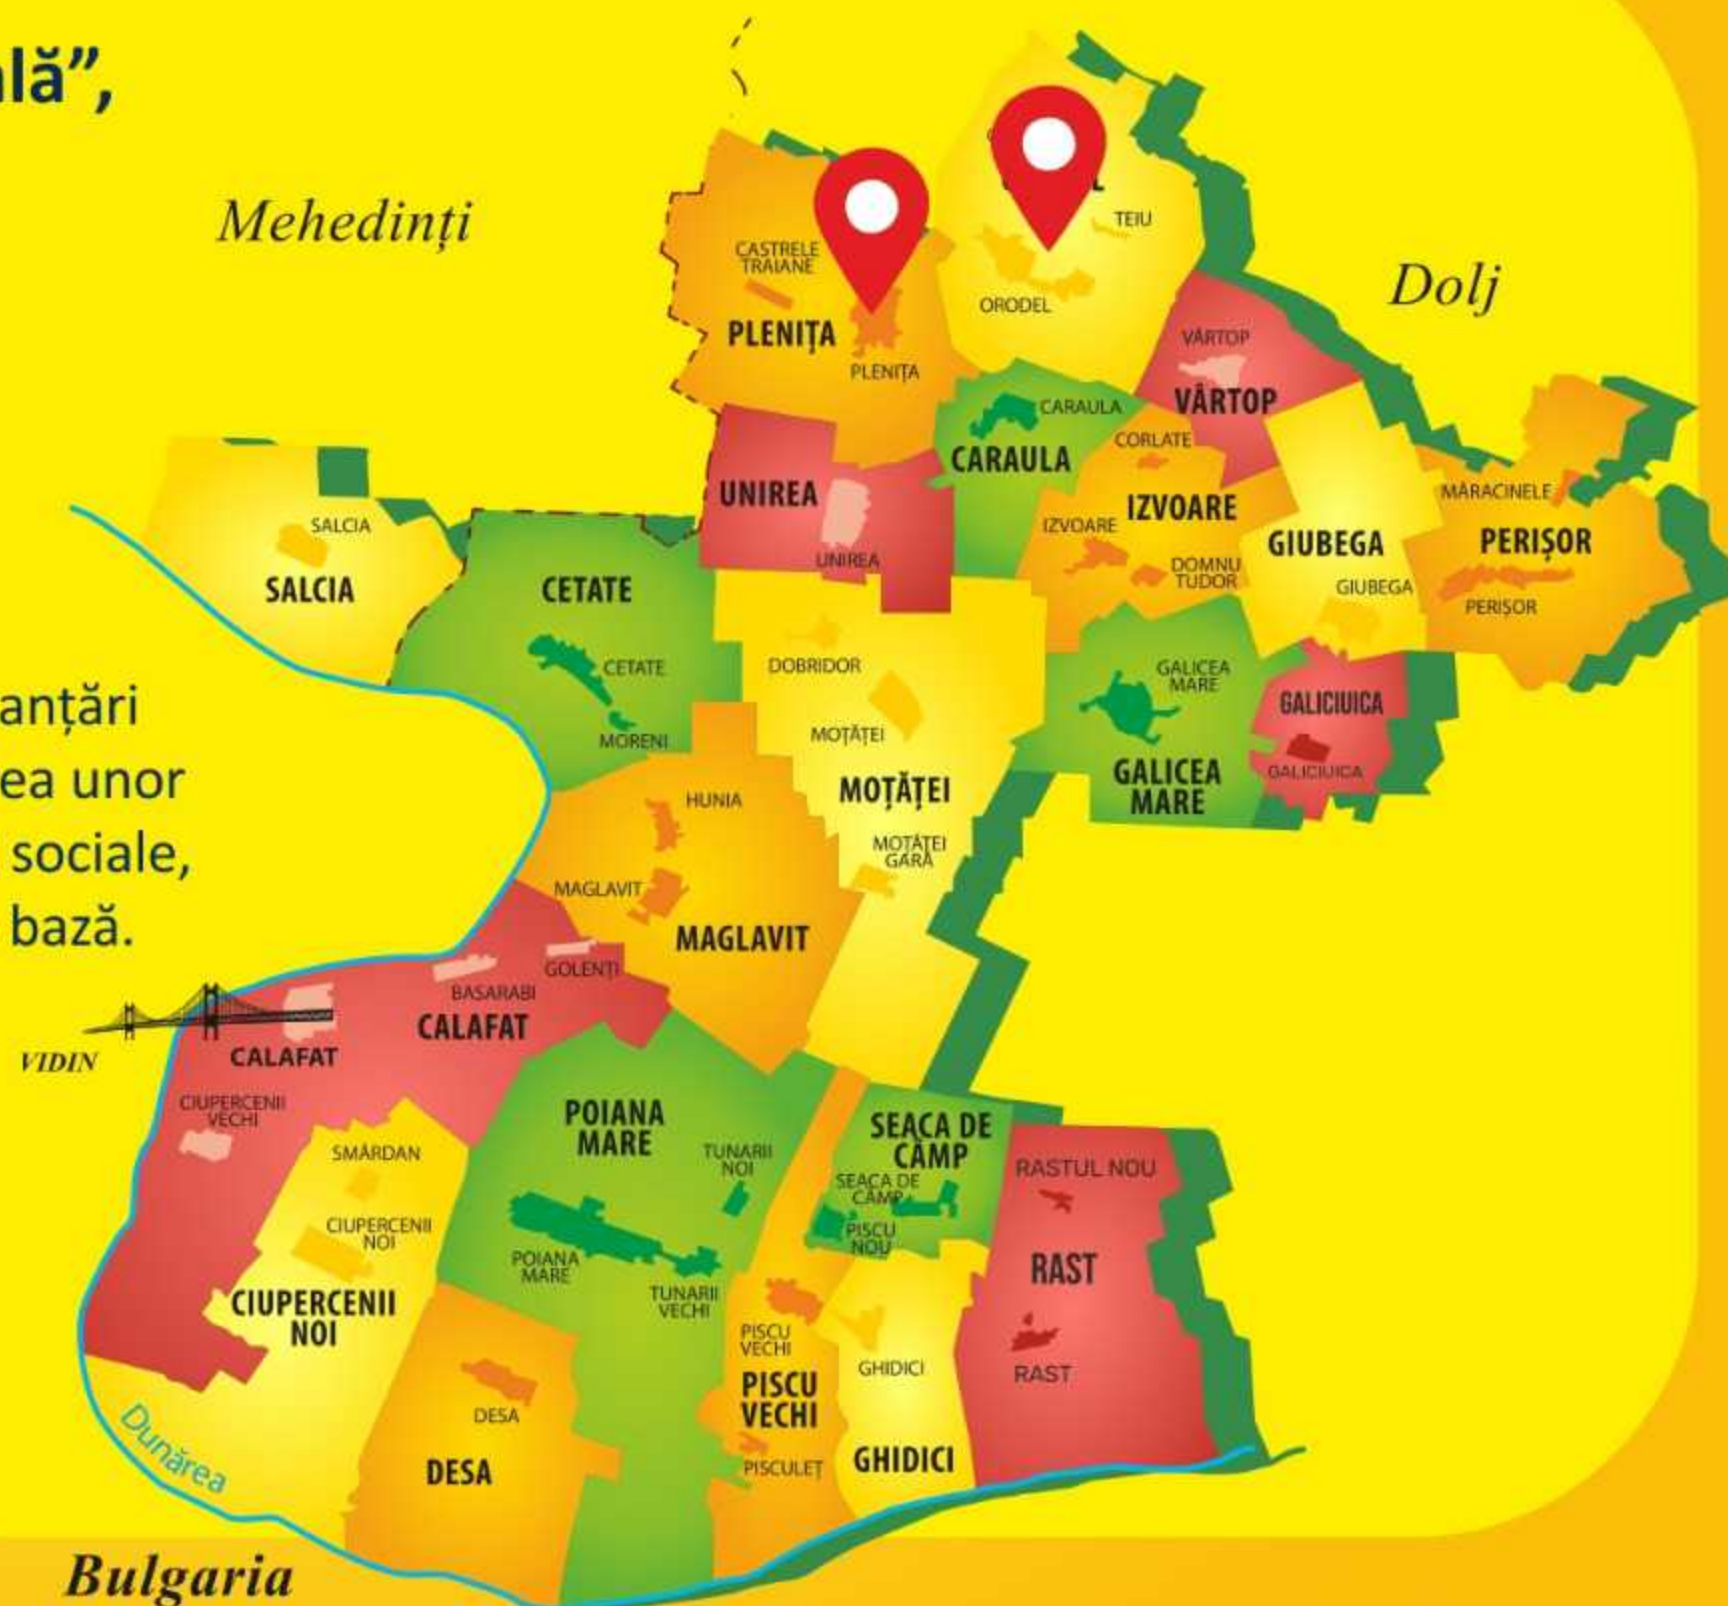 ală”,
Mehedinți
Dolj
TEIU
ORODEL
CASTRELE
TRAIANE
PLENIȚA
PLENIȚA
VÂRTOP
VÂRTOP
CARAULA
CARAULA
CORLATE
UNIREA
UNIREA
IZVOARE
IZVOARE
DOMNU
TUDOR
GIUBEGA
GIUBEGA
MĂRACINELE
PERIȘOR
PERIȘOR
SALCIA
SALCIA
CETATE
CETATE
MORENI
DOBRIDOR
MOȚĂȚEI
MOȚĂȚEI
MOȚĂȚEI
GARĂ
GALICEA
MARE
GALICEA
MARE
GALICIUICA
GALICIUICA
anțări
ea unor
sociale,
bază.
HUNIA
MAGLAVIT
MAGLAVIT
GOLENȚI
BASARABI
CALAFAT
CALAFAT
VIDIN
CIUPERCENII
VECHI
SMÂRDAN
CIUPERCENII
NOI
CIUPERCENII
NOI
POIANA
MARE
TUNARII
NOI
POIANA
MARE
TUNARII
VECHI
SEACA DE
CÂMP
SEACA DE
CÂMP
PISCU
NOU
RASTUL NOU
RAST
RAST
PISCU
VECHI
PISCU
VECHI
PISCULEȚ
GHIDICI
GHIDICI
DESA
DESA
Dunărea
Bulgaria